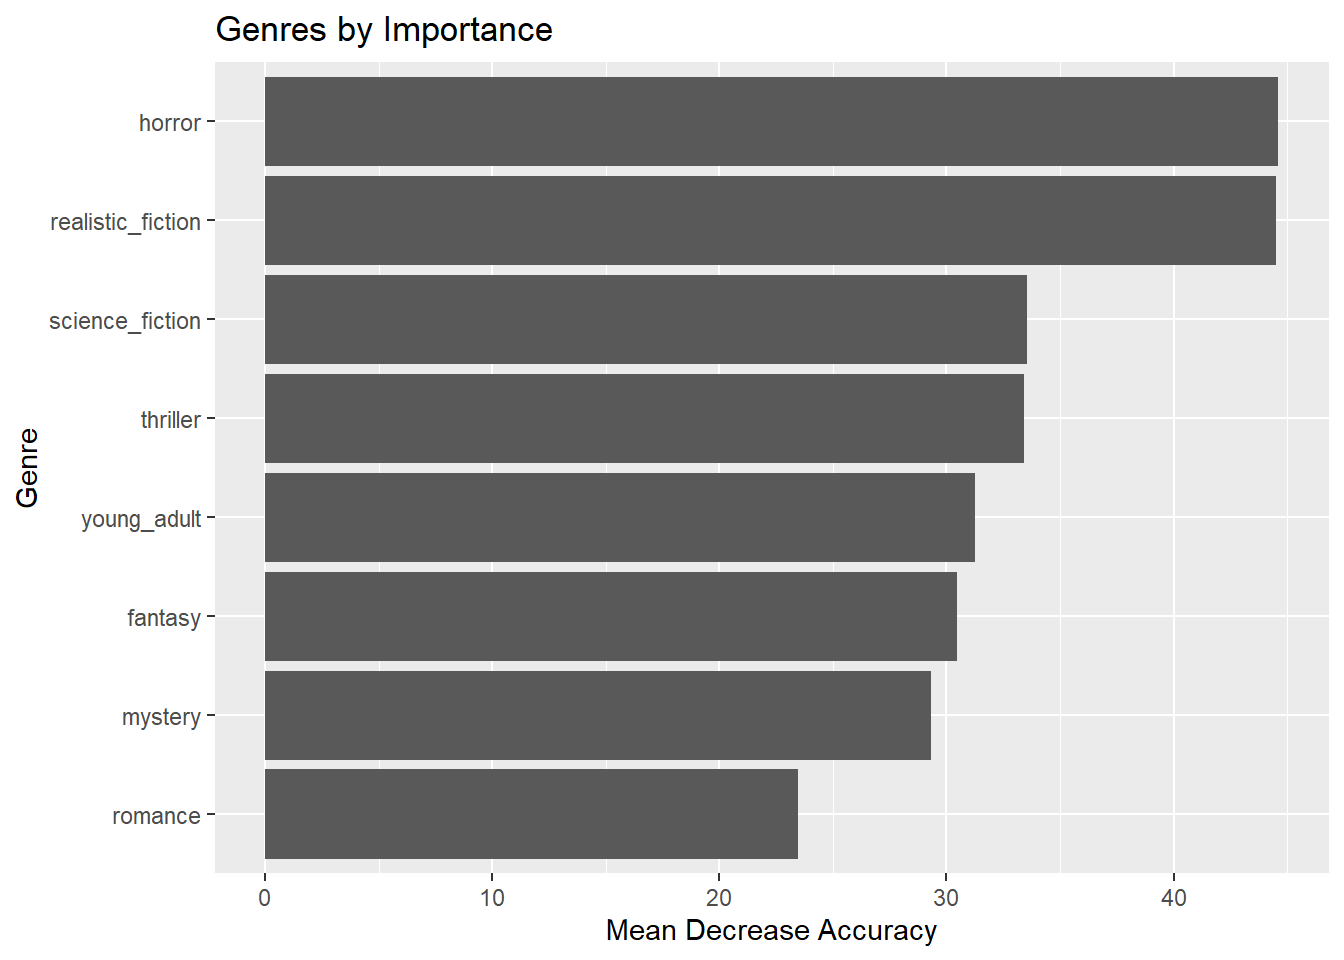 Genres by Importance
horror
realistic_fiction
science_fiction
thriller
young_adult
fantasy
mystery
romance
Genre
0 10 20 30 40
Mean Decrease Accuracy